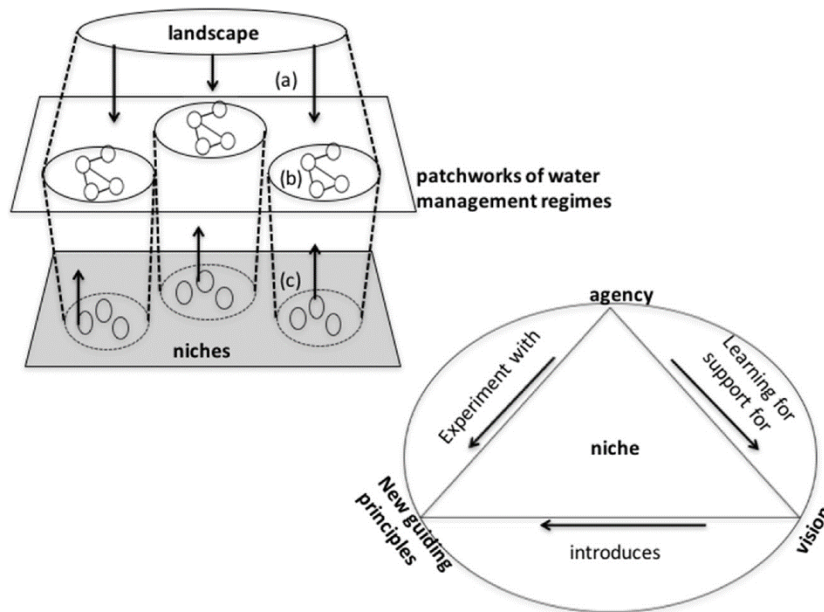 landscape
(a)
(b)
patchworks of water
management regimes
(c)
niches
agency
Experiment with
Learning for
support for
niche
New guiding
principles
vision
introduces